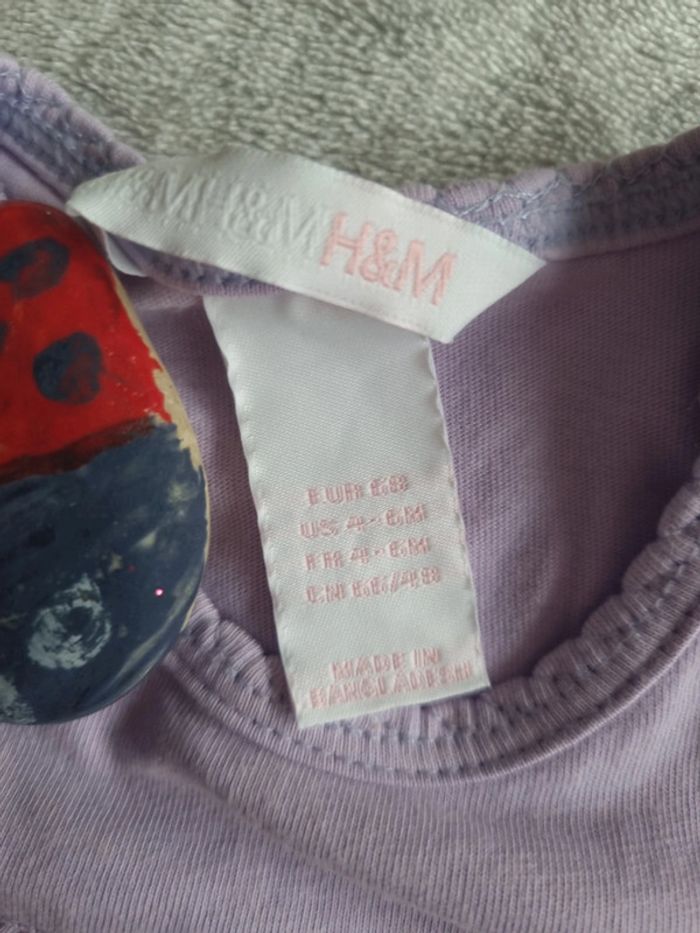 H&M H&M H&M
EUR 68
US 4-6M
FR 4-6M
CN 66/48
MADE IN
BANGLADESH